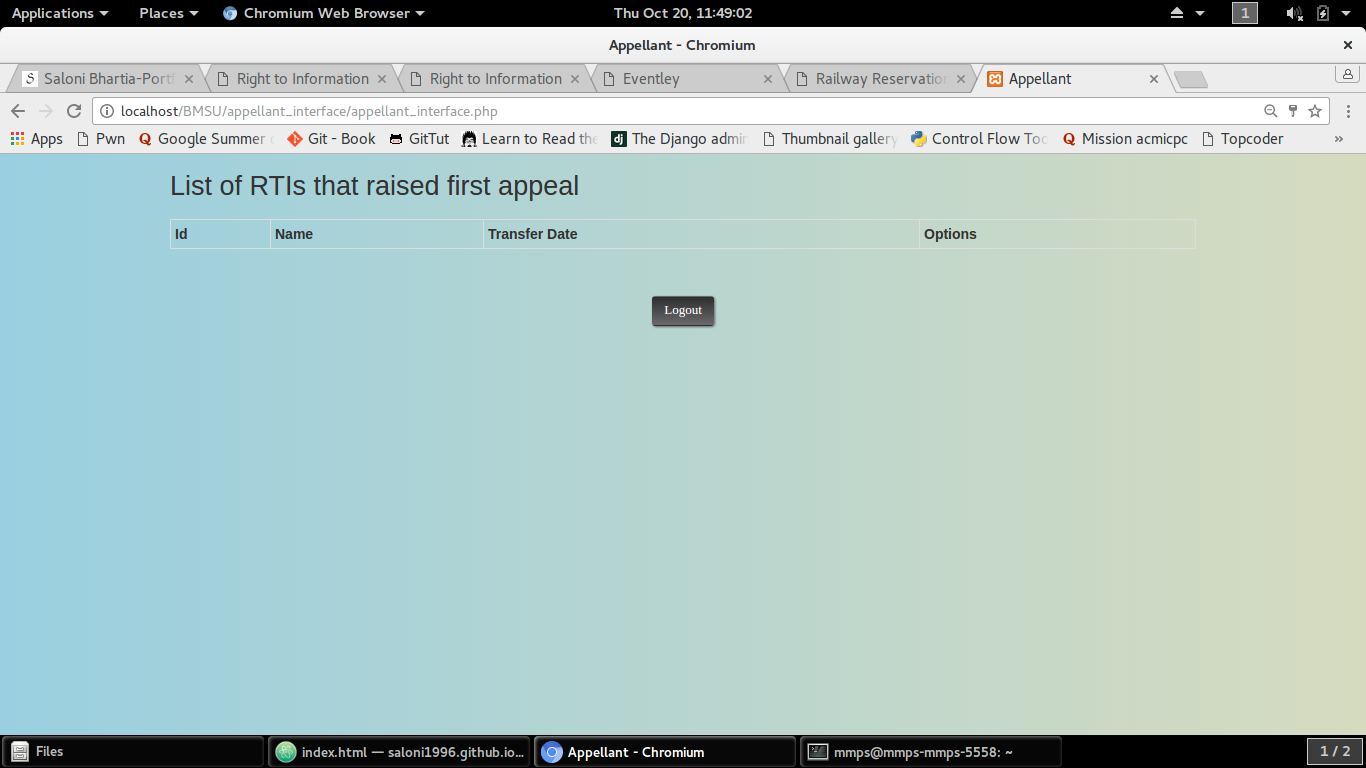 Applications Places Chromium Web Browser Thu Oct 20, 11:49:02 1
Appellant - Chromium
S Saloni Bhartia-Portf Right to Information Right to Information Eventley Railway Reservation Appellant
localhost/BMSU/appellant_interface/appellant_interface.php
Apps Pwn Q Google Summer Git - Book GitTut Learn to Read the dj The Django admin Thumbnail gallery Control Flow Too Q Mission acmicpc Topcoder »
List of RTIs that raised first appeal
Id Name Transfer Date Options
Logout
Files index.html — saloni1996.github.io... Appellant - Chromium mmps@mmps-mmps-5558: ~ 1 / 2